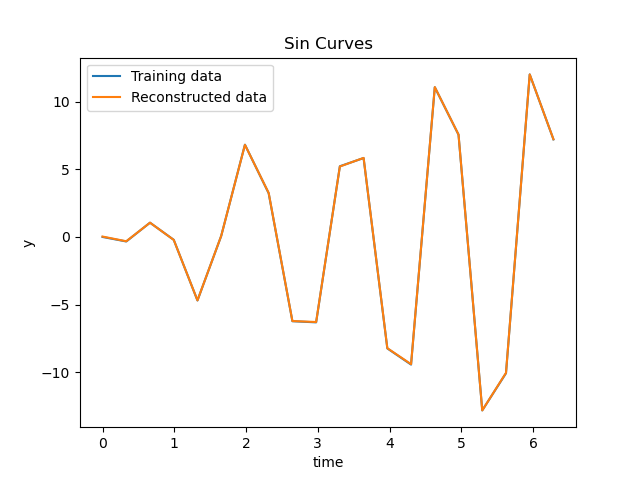 Sin Curves
Training data
Reconstructed data
10
5
0
−5
−10
y
0 1 2 3 4 5 6
time